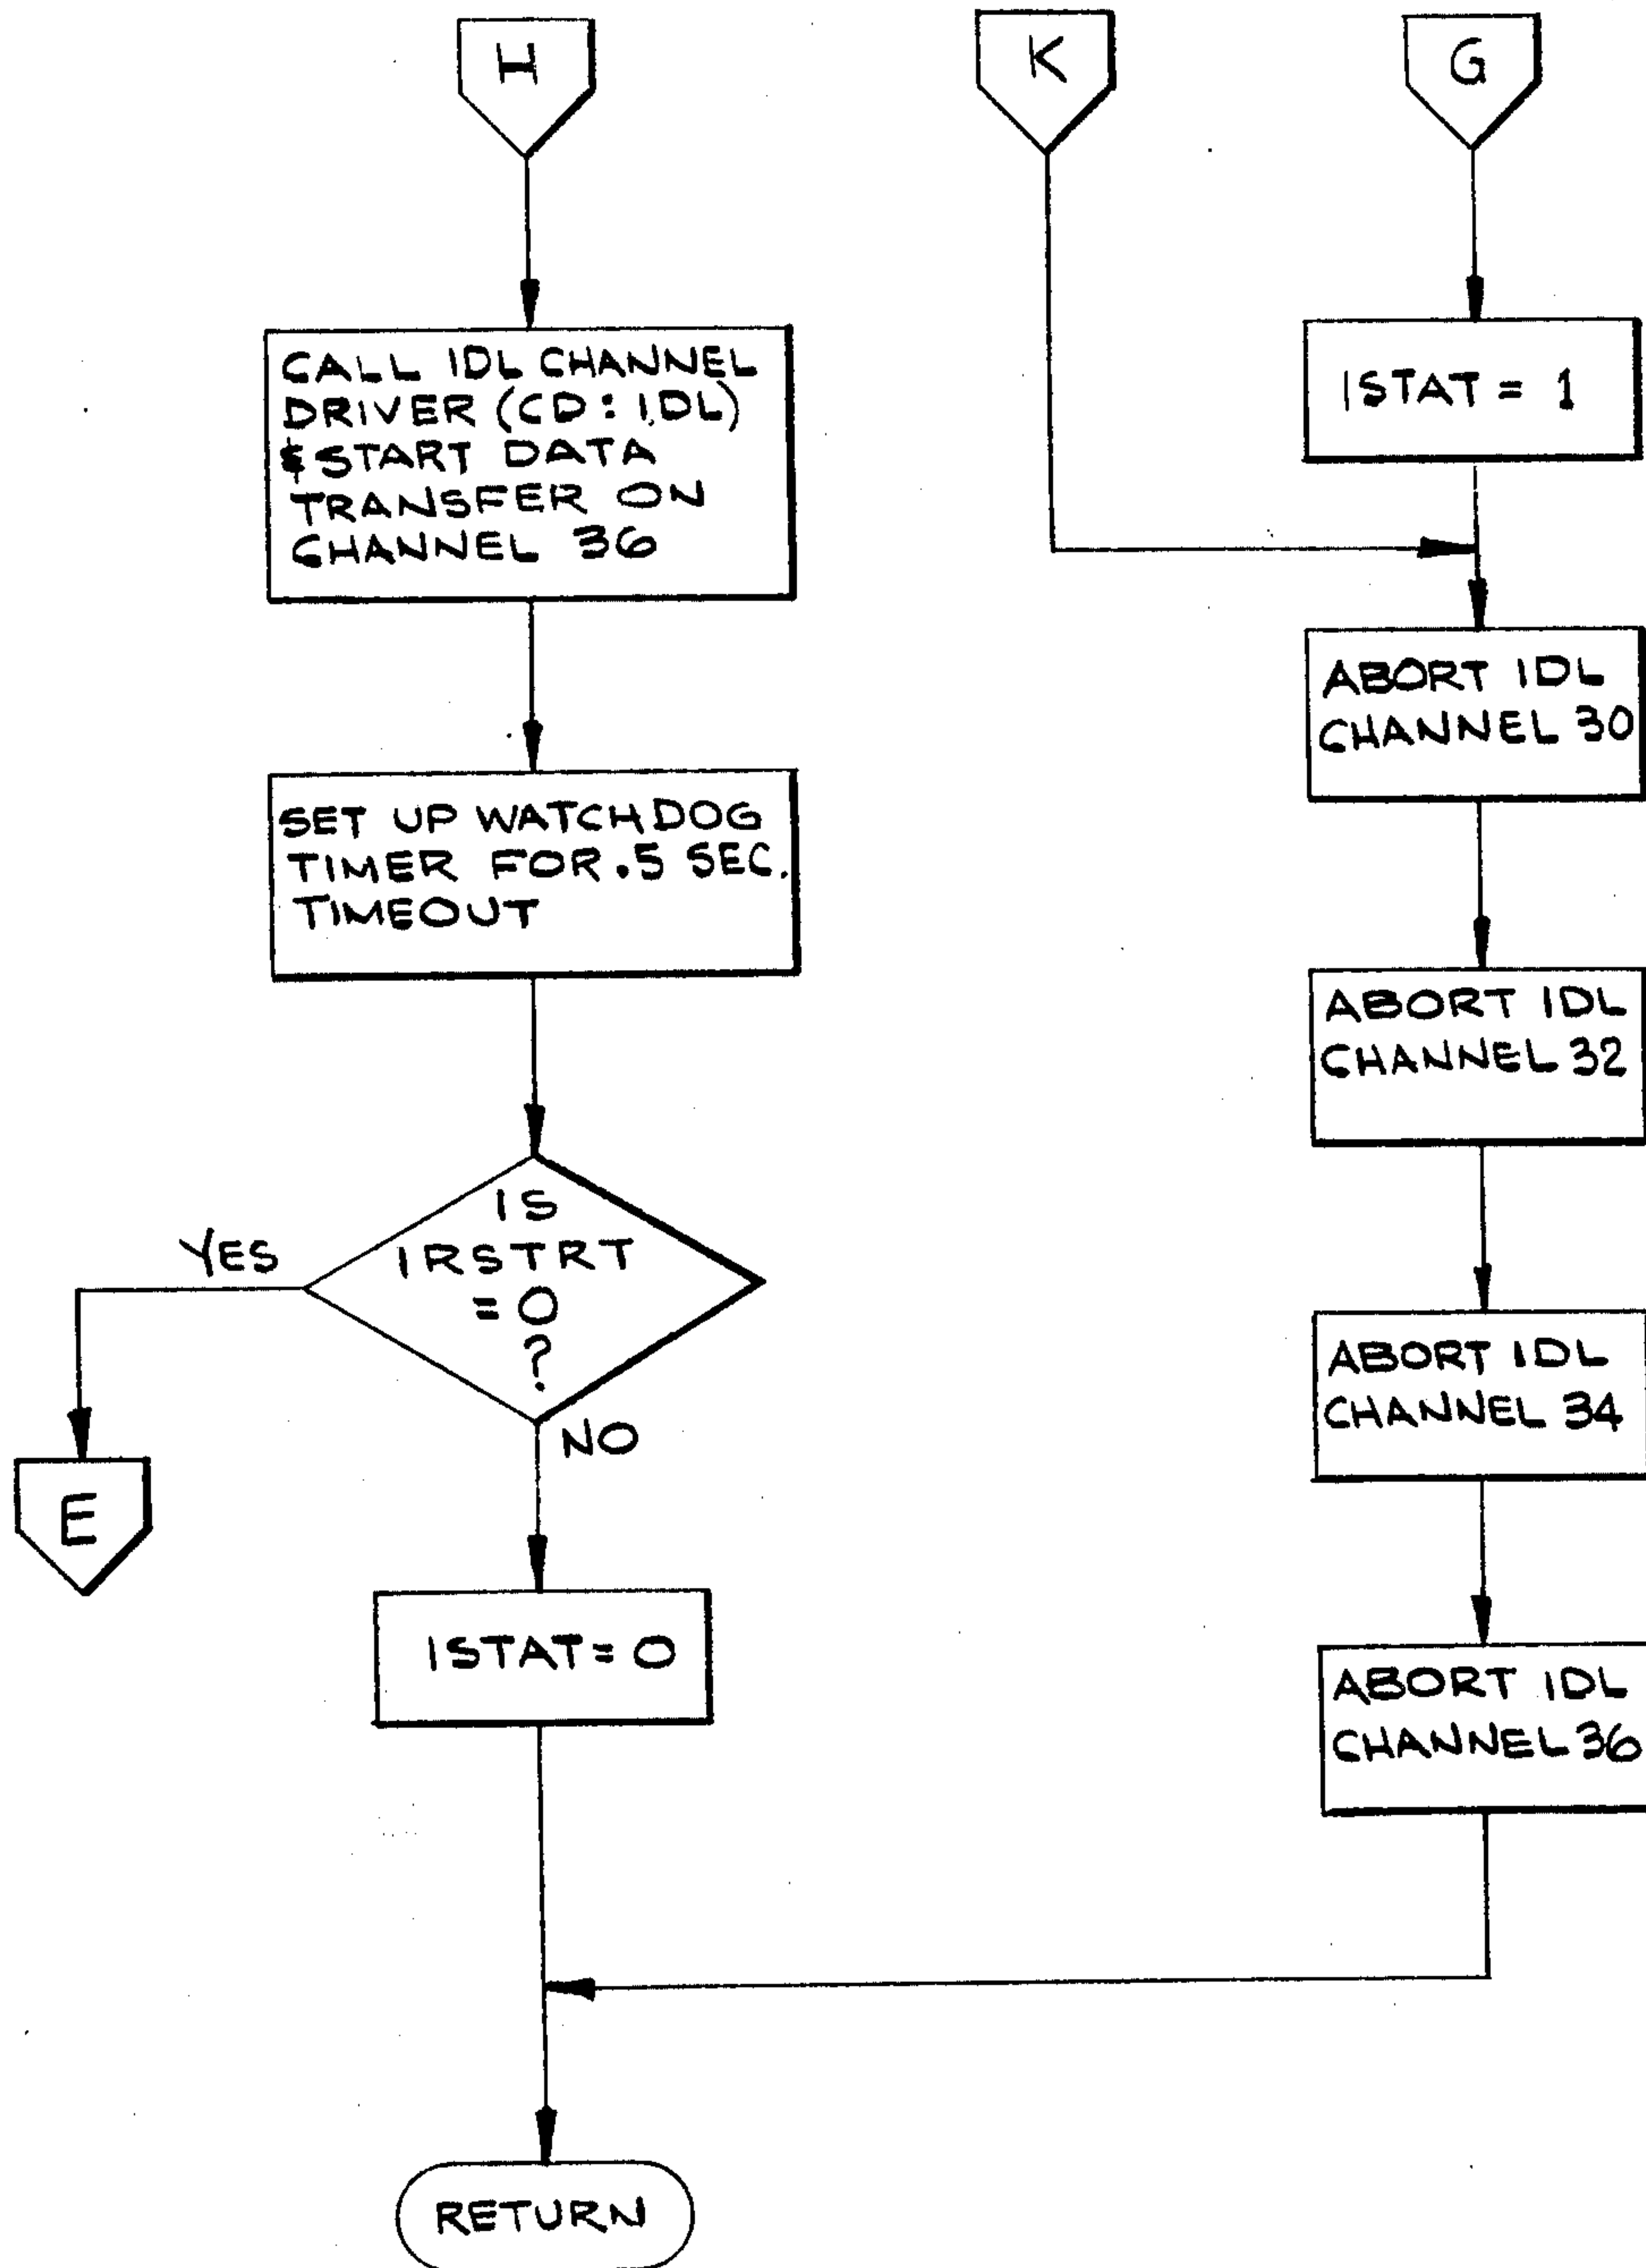 H
K
G
CALL IDL CHANNEL
DRIVER (CD: IDL)
& START DATA
TRANSFER ON
CHANNEL 36
ISTAT = 1
ABORT IDL
CHANNEL 30
SET UP WATCHDOG
TIMER FOR .5 SEC.
TIMEOUT
ABORT IDL
CHANNEL 32
IS
IRSTRT
= 0
?
YES
NO
E
ABORT IDL
CHANNEL 34
ISTAT = 0
ABORT IDL
CHANNEL 36
RETURN